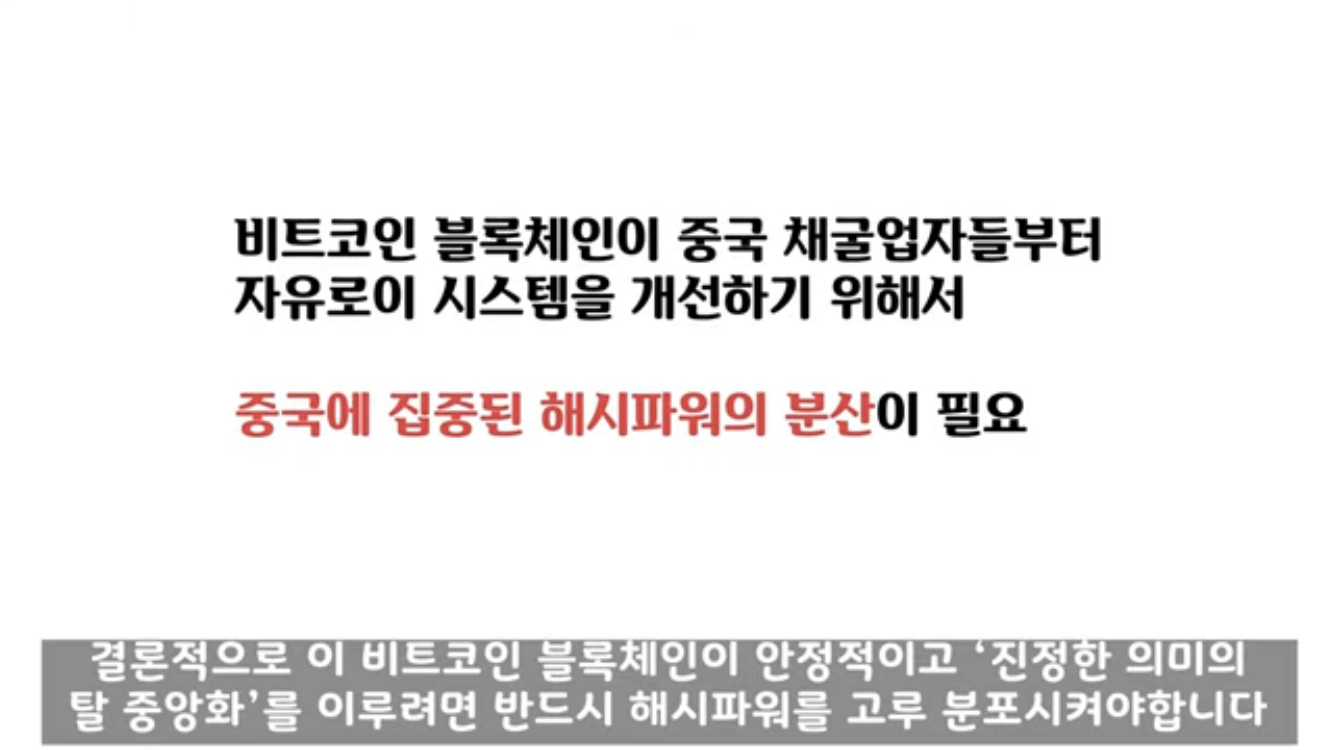 비트코인 블록체인이 중국 채굴업자들부터
자유로이 시스템을 개선하기 위해서
중국에 집중된 해시파워의 분산이 필요
결론적으로 이 비트코인 블록체인이 안정적이고 ‘진정한 의미의
탈 중앙화’를 이루려면 반드시 해시파워를 고루 분포시켜야합니다